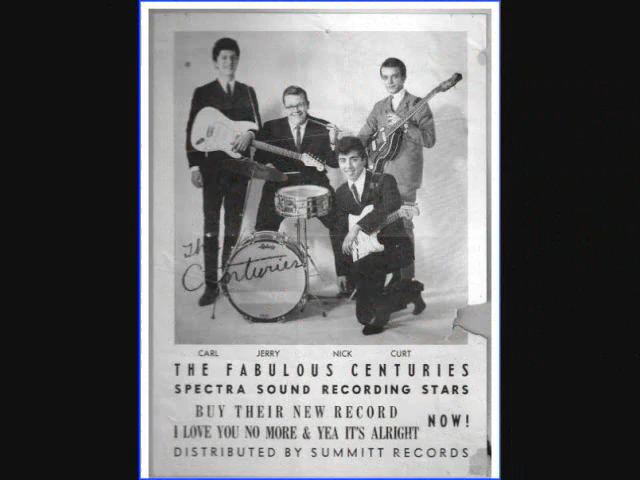 The
Centuries
Ludwig
CARL JERRY NICK CURT
THE FABULOUS CENTURIES
SPECTRA SOUND RECORDING STARS
BUY THEIR NEW RECORD
I LOVE YOU NO MORE & YEA IT'S ALRIGHT
NOW!
DISTRIBUTED BY SUMMITT RECORDS